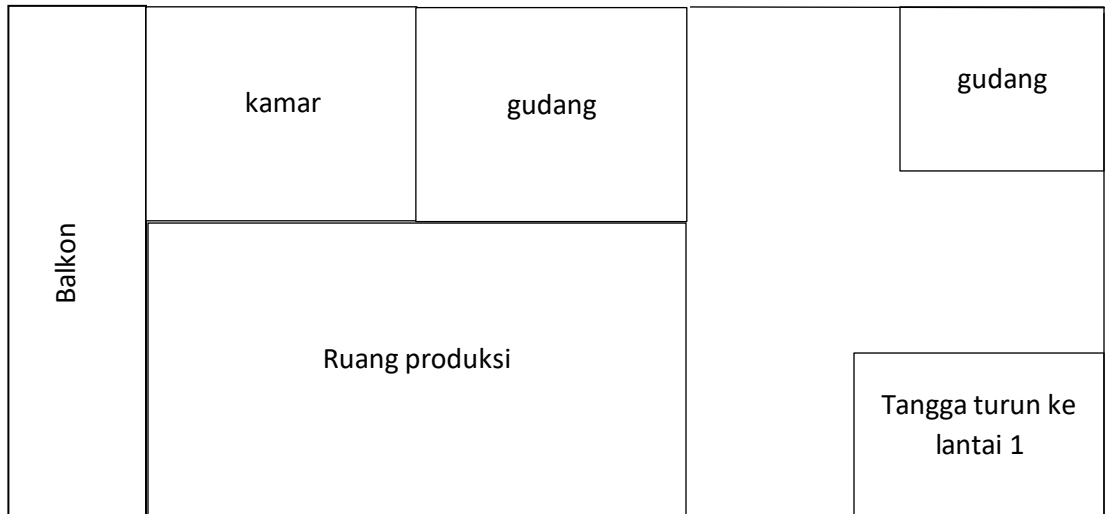 Balkon
kamar
gudang
gudang
Ruang produksi
Tangga turun ke
lantai 1